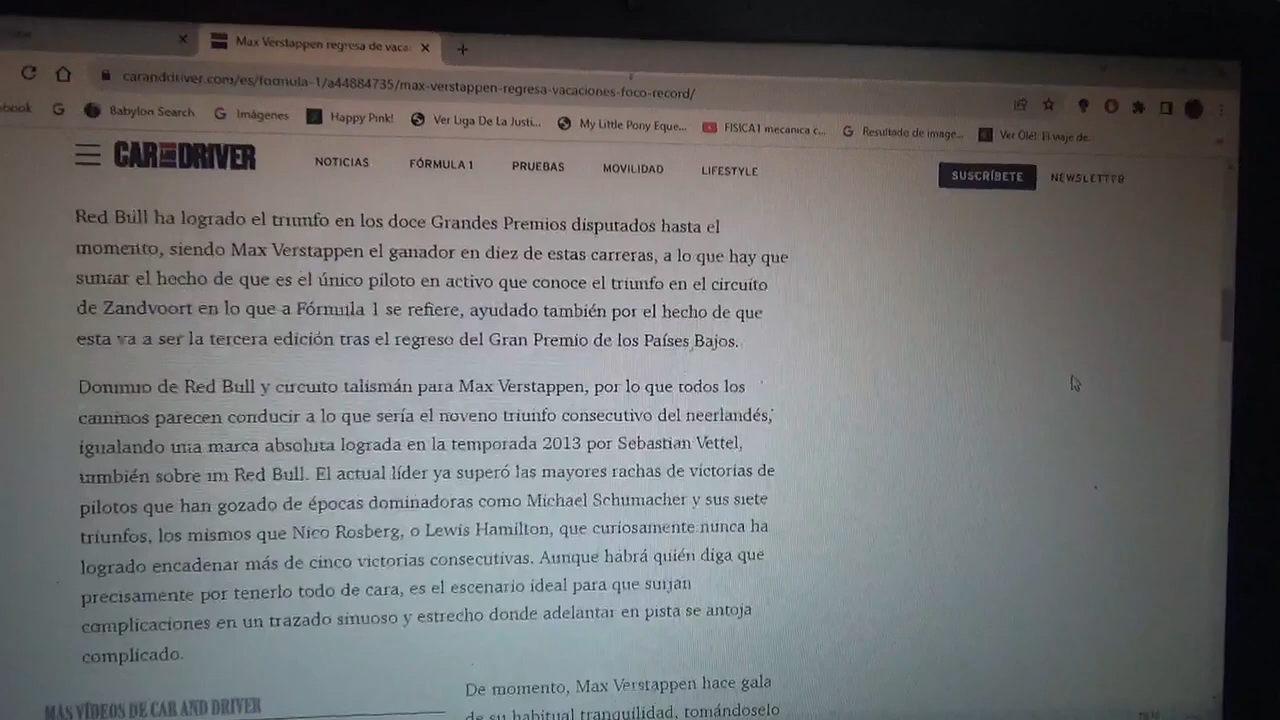 Max Verstappen regresa de vaca
caranddriver.com/es/formula-1/a44884735/max-verstappen-regresa-vacaciones-foco-record/
ebook Babylon Search Imágenes Happy Pink! Ver Liga De La Justi... My Little Pony Eque... FISICA1 mecanica c... Resultado de image... Ver Olé! El viaje de
CAR AND DRIVER NOTICIAS FÓRMULA 1 PRUEBAS MOVILIDAD LIFESTYLE SUSCRÍBETE NEWSLETTER
Red Bull ha logrado el triunfo en los doce Grandes Premios disputados hasta el
momento, siendo Max Verstappen el ganador en diez de estas carreras, a lo que hay que
sumar el hecho de que es el único piloto en activo que conoce el triunfo en el circuito
de Zandvoort en lo que a Fórmula 1 se refiere, ayudado también por el hecho de que
esta va a ser la tercera edición tras el regreso del Gran Premio de los Países Bajos.
Dominio de Red Bull y circuito talismán para Max Verstappen, por lo que todos los
caminos parecen conducir a lo que sería el noveno triunfo consecutivo del neerlandés,
igualando una marca absoluta lograda en la temporada 2013 por Sebastian Vettel,
también sobre un Red Bull. El actual líder ya superó las mayores rachas de victorias de
pilotos que han gozado de épocas dominadoras como Michael Schumacher y sus siete
triunfos, los mismos que Nico Rosberg, o Lewis Hamilton, que curiosamente nunca ha
logrado encadenar más de cinco victorias consecutivas. Aunque habrá quién diga que
precisamente por tenerlo todo de cara, es el escenario ideal para que surjan
complicaciones en un trazado sinuoso y estrecho donde adelantar en pista se antoja
complicado.
MÁS VÍDEOS DE CAR AND DRIVER
De momento, Max Verstappen hace gala
de su habitual tranquilidad, tomándoselo